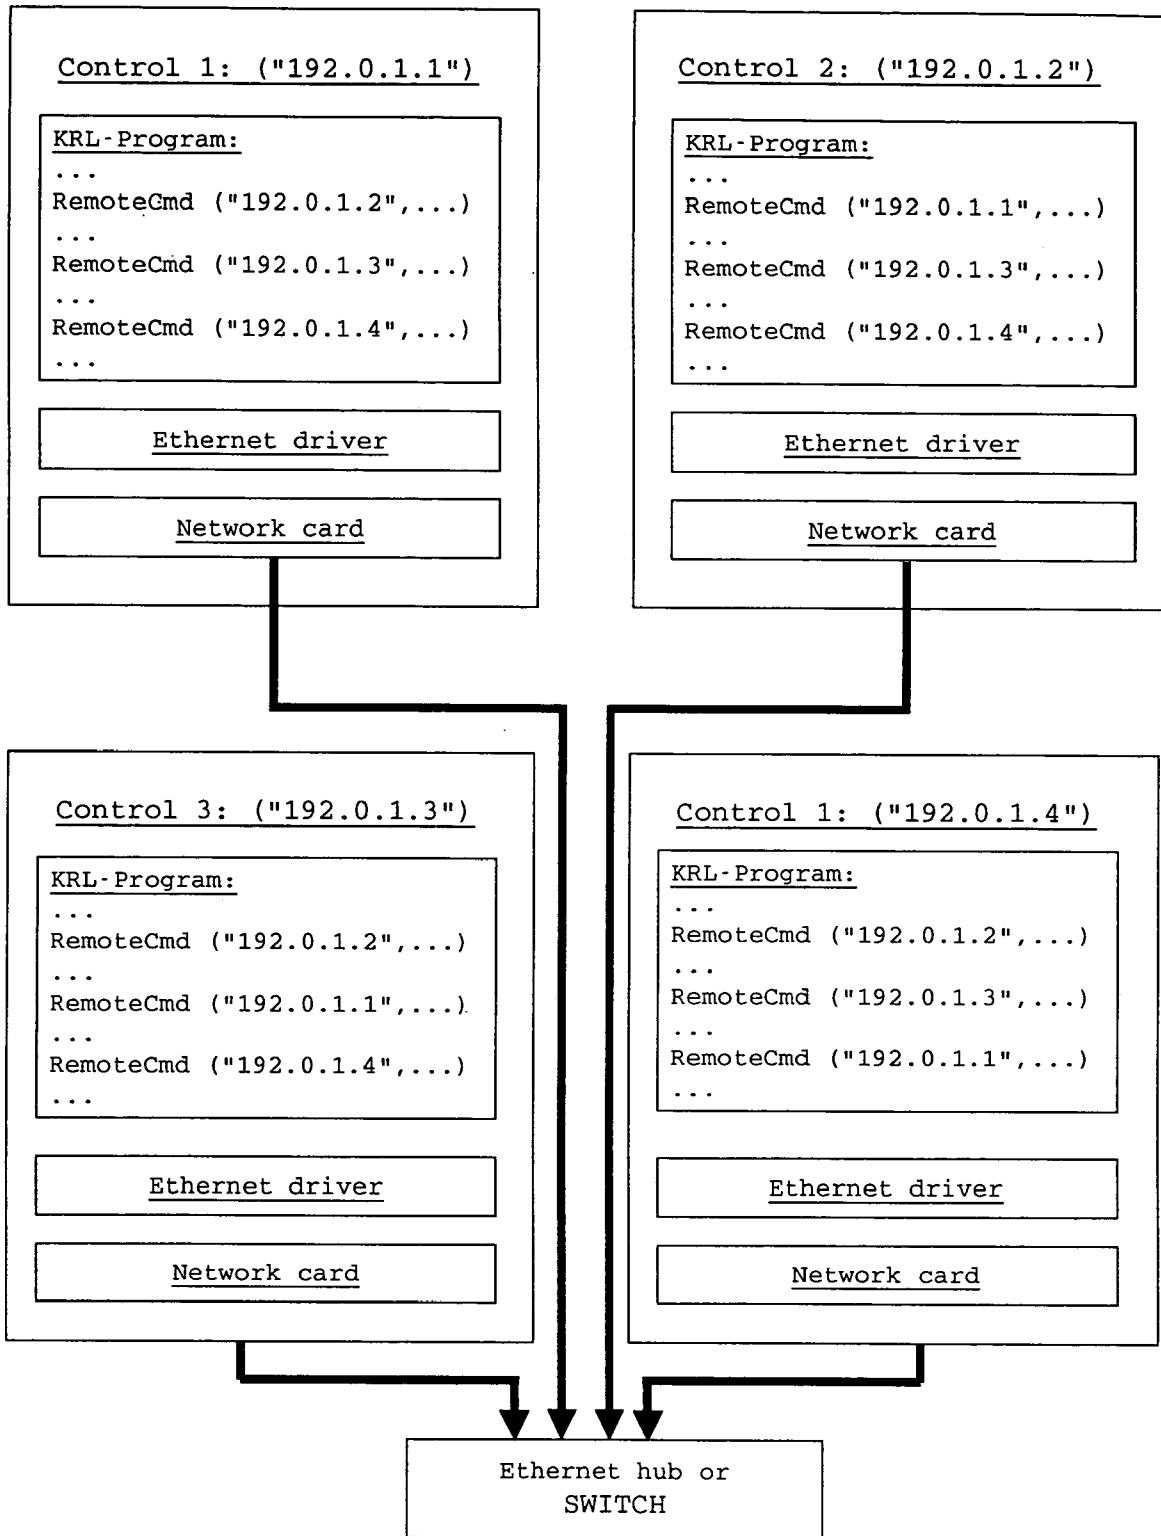 Control 1: ("192.0.1.1")
KRL-Program:
...
RemoteCmd ("192.0.1.2",...)
...
RemoteCmd ("192.0.1.3",...)
...
RemoteCmd ("192.0.1.4",...)
...
Ethernet driver
Network card
Control 2: ("192.0.1.2")
KRL-Program:
...
RemoteCmd ("192.0.1.1",...)
...
RemoteCmd ("192.0.1.3",...)
...
RemoteCmd ("192.0.1.4",...)
...
Ethernet driver
Network card
Control 3: ("192.0.1.3")
KRL-Program:
...
RemoteCmd ("192.0.1.2",...)
...
RemoteCmd ("192.0.1.1",...)
...
RemoteCmd ("192.0.1.4",...)
...
Ethernet driver
Network card
Control 1: ("192.0.1.4")
KRL-Program:
...
RemoteCmd ("192.0.1.2",...)
...
RemoteCmd ("192.0.1.3",...)
...
RemoteCmd ("192.0.1.1",...)
...
Ethernet driver
Network card
Ethernet hub or
SWITCH